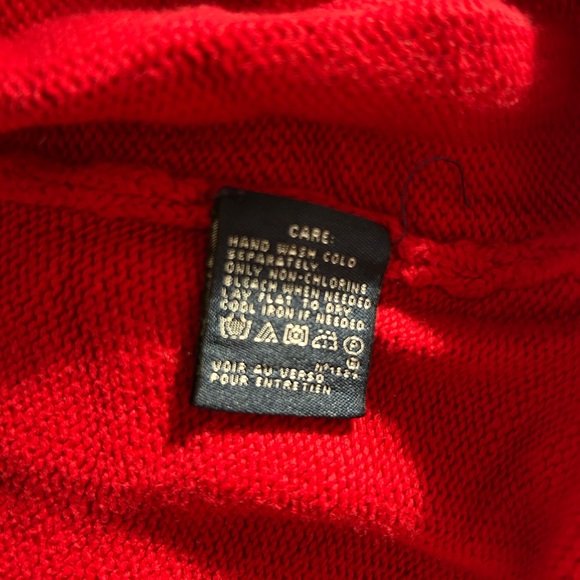 CARE:
HAND WASH COLD
SEPARATELY.
ONLY NON-CHLORINE
BLEACH WHEN NEEDED
LAY FLAT TO DRY
COOL IRON IF NEEDED
P
VOIR AU VERSO
POUR ENTRETIEN